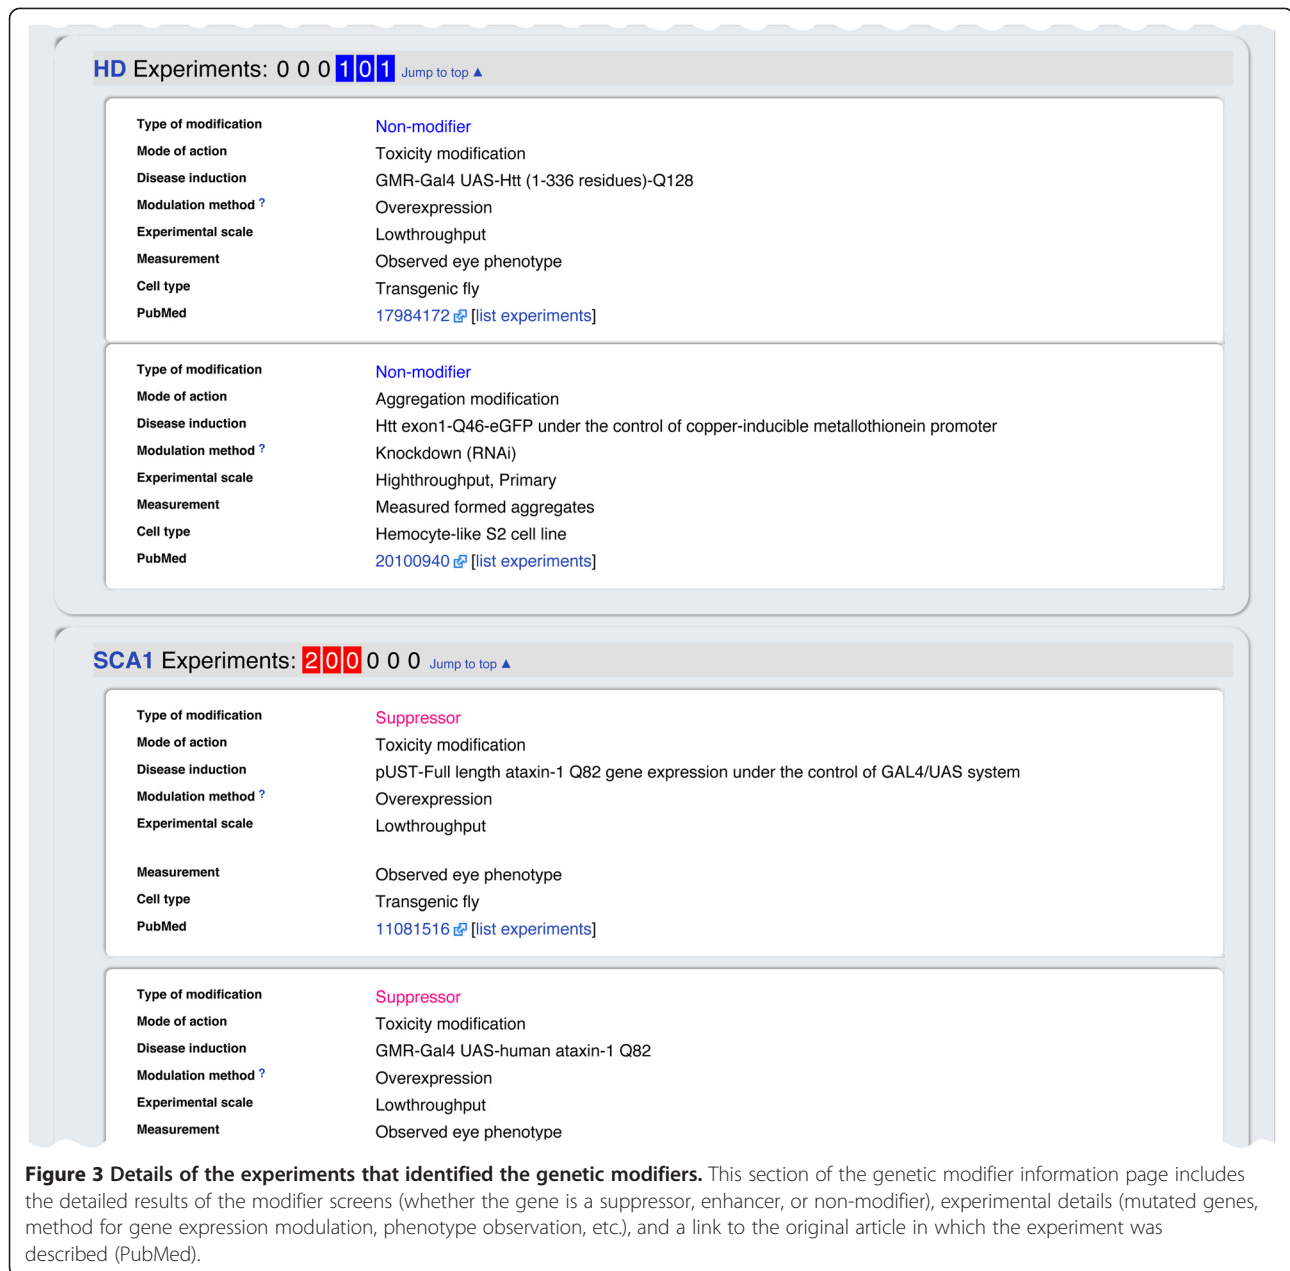 HD Experiments: 0 0 0 1 0 1 Jump to top ▲
Type of modification Non-modifier
Mode of action Toxicity modification
Disease induction GMR-Gal4 UAS-Htt (1-336 residues)-Q128
Modulation method ? Overexpression
Experimental scale Lowthroughput
Measurement Observed eye phenotype
Cell type Transgenic fly
PubMed 17984172 [list experiments]
Type of modification Non-modifier
Mode of action Aggregation modification
Disease induction Htt exon1-Q46-eGFP under the control of copper-inducible metallothionein promoter
Modulation method ? Knockdown (RNAi)
Experimental scale Highthroughput, Primary
Measurement Measured formed aggregates
Cell type Hemocyte-like S2 cell line
PubMed 20100940 [list experiments]
SCA1 Experiments: 2 0 0 0 0 0 Jump to top ▲
Type of modification Suppressor
Mode of action Toxicity modification
Disease induction pUST-Full length ataxin-1 Q82 gene expression under the control of GAL4/UAS system
Modulation method ? Overexpression
Experimental scale Lowthroughput
Measurement Observed eye phenotype
Cell type Transgenic fly
PubMed 11081516 [list experiments]
Type of modification Suppressor
Mode of action Toxicity modification
Disease induction GMR-Gal4 UAS-human ataxin-1 Q82
Modulation method ? Overexpression
Experimental scale Lowthroughput
Measurement Observed eye phenotype
Figure 3 Details of the experiments that identified the genetic modifiers. This section of the genetic modifier information page includes
the detailed results of the modifier screens (whether the gene is a suppressor, enhancer, or non-modifier), experimental details (mutated genes,
method for gene expression modulation, phenotype observation, etc.), and a link to the original article in which the experiment was
described (PubMed).